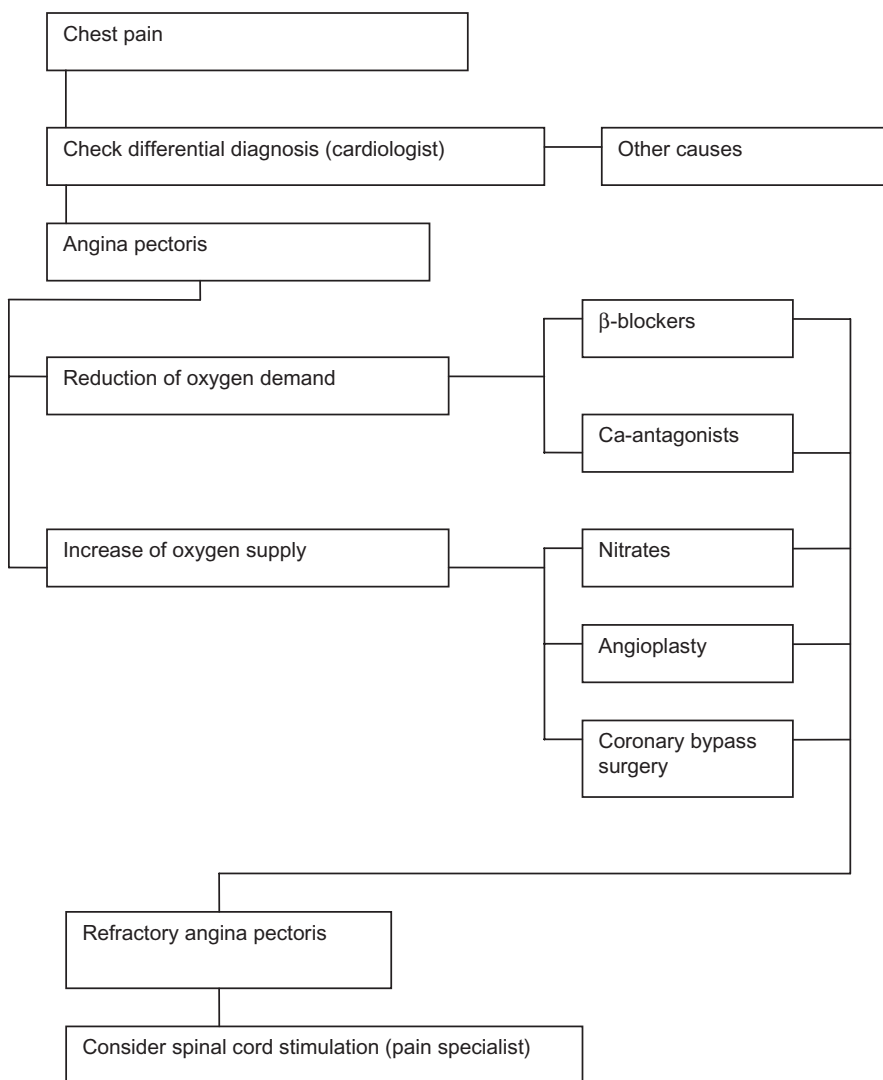 Chest pain
Check differential diagnosis (cardiologist)
Other causes
Angina pectoris
β-blockers
Reduction of oxygen demand
Ca-antagonists
Increase of oxygen supply
Nitrates
Angioplasty
Coronary bypass
surgery
Refractory angina pectoris
Consider spinal cord stimulation (pain specialist)